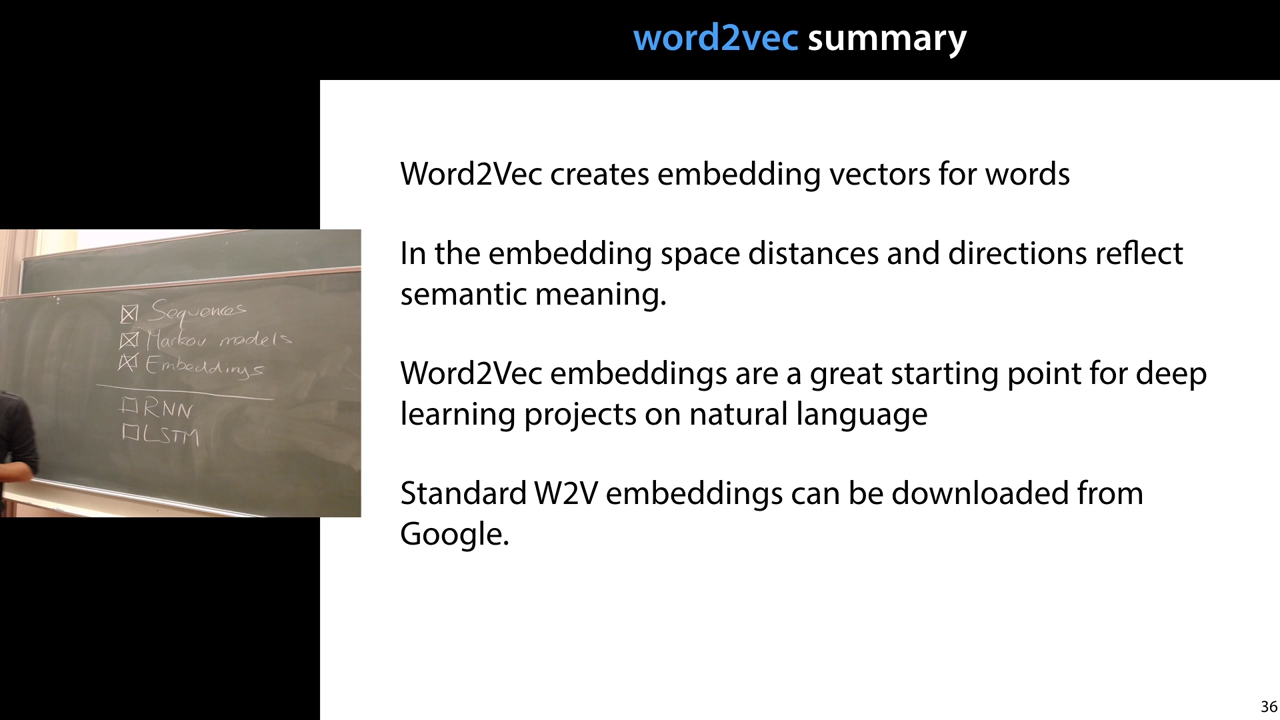 word2vec summary
Word2Vec creates embedding vectors for words
In the embedding space distances and directions reflect
semantic meaning.
Word2Vec embeddings are a great starting point for deep
learning projects on natural language
Standard W2V embeddings can be downloaded from
Google.
Sequences
Markov models
Embeddings
RNN
LSTM
36